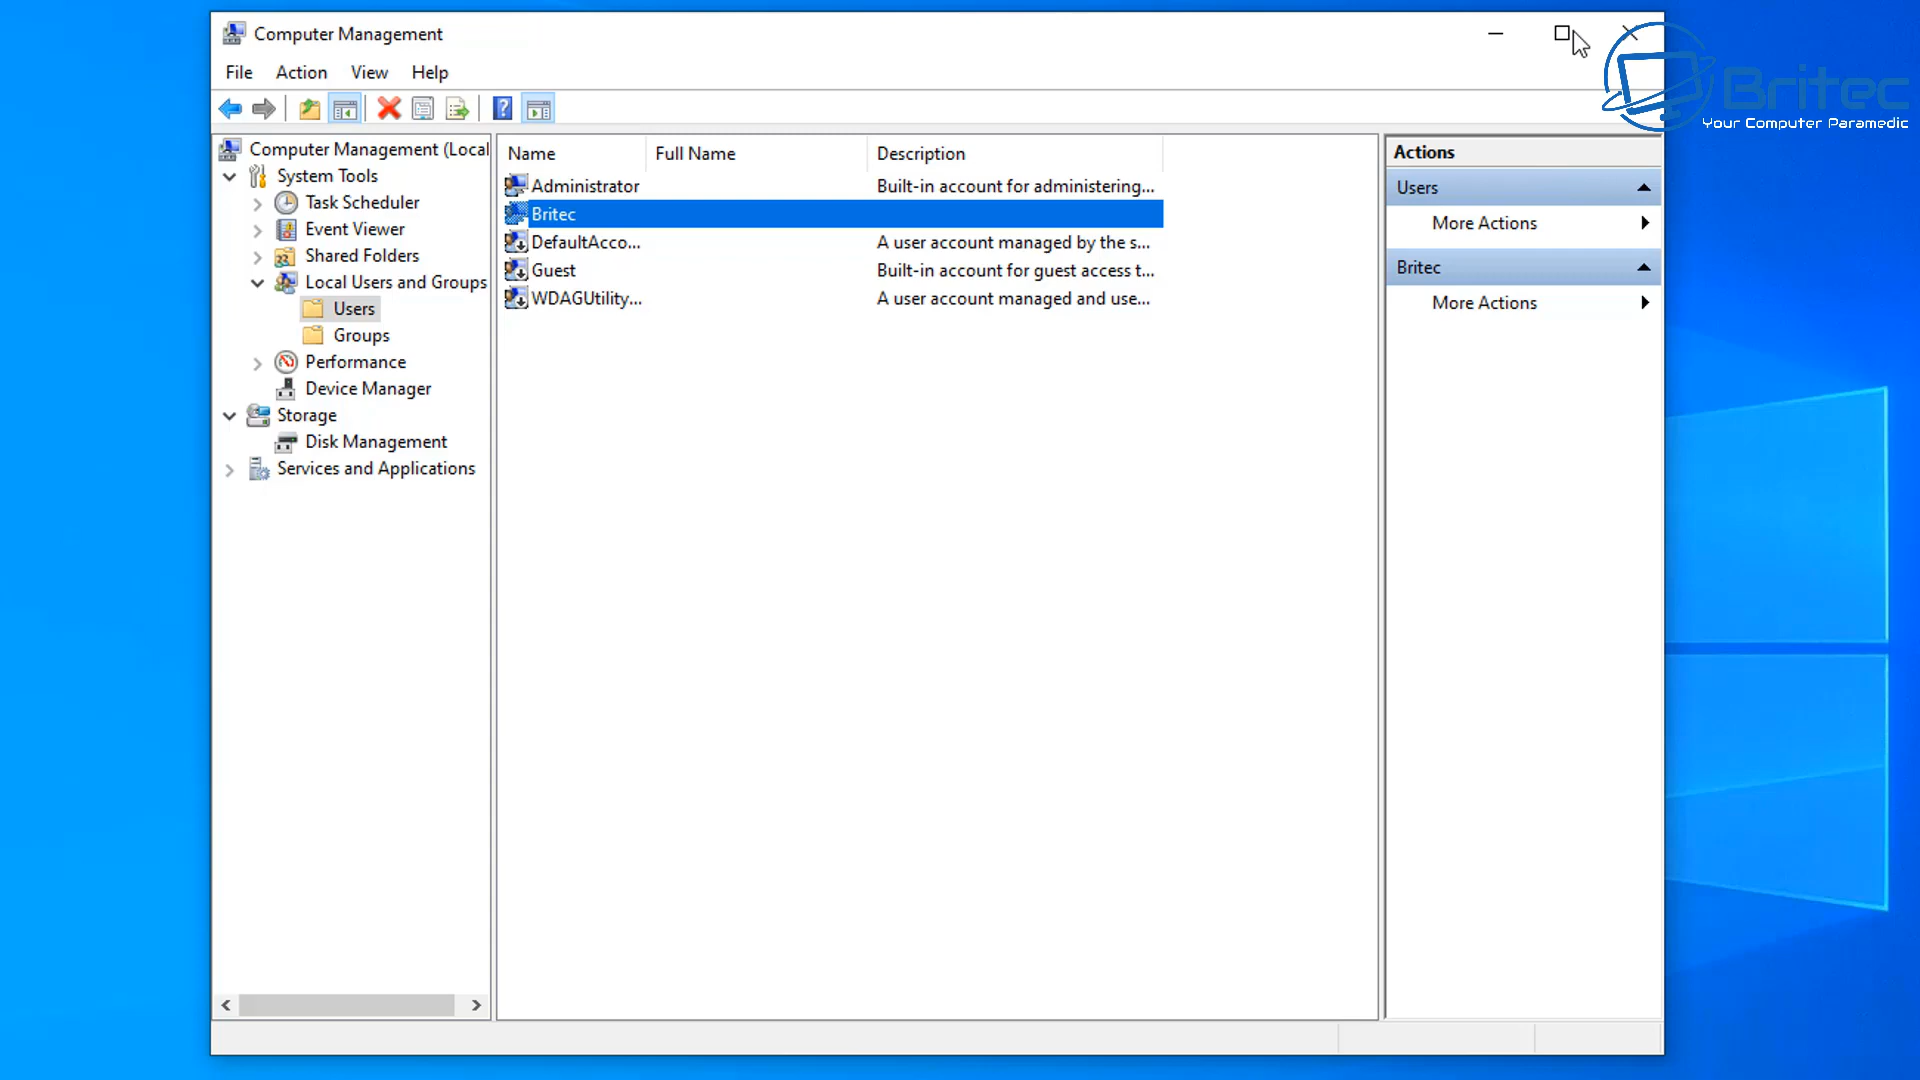 Computer Management
File Action View Help
Britec
Your Computer Paramedic
Computer Management (Local
System Tools
Task Scheduler
Event Viewer
Shared Folders
Local Users and Groups
Users
Groups
Performance
Device Manager
Storage
Disk Management
Services and Applications
Name Full Name Description
Administrator Built-in account for administering...
Britec
DefaultAcco... A user account managed by the s...
Guest Built-in account for guest access t...
WDAGUtility... A user account managed and use...
Actions
Users
More Actions
Britec
More Actions